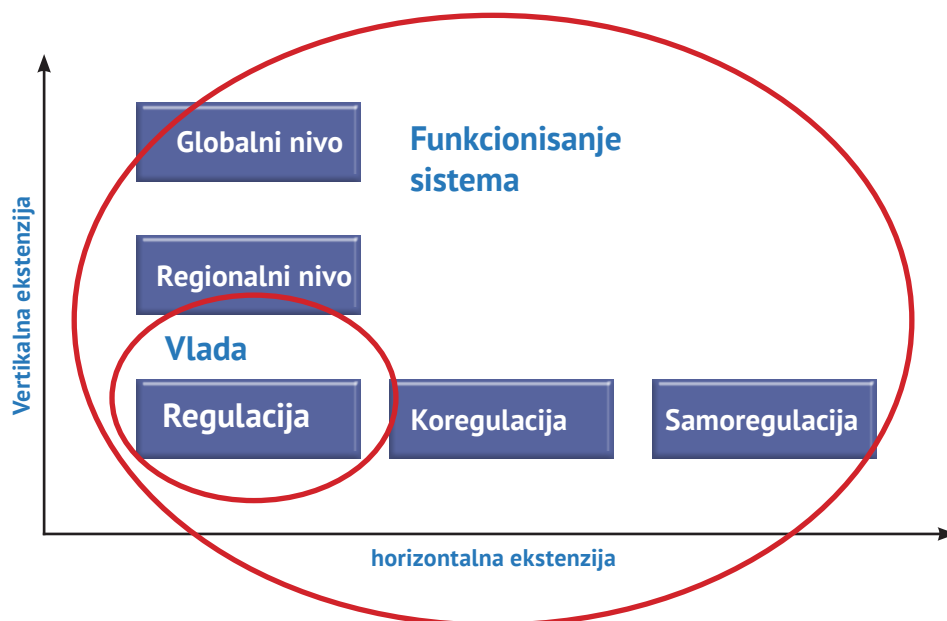 Globalni nivo
Funkcionisanje
sistema
Regionalni nivo
Vlada
Regulacija
Koregulacija
Samoregulacija
Vertikalna ekstenzija
horizontalna ekstenzija